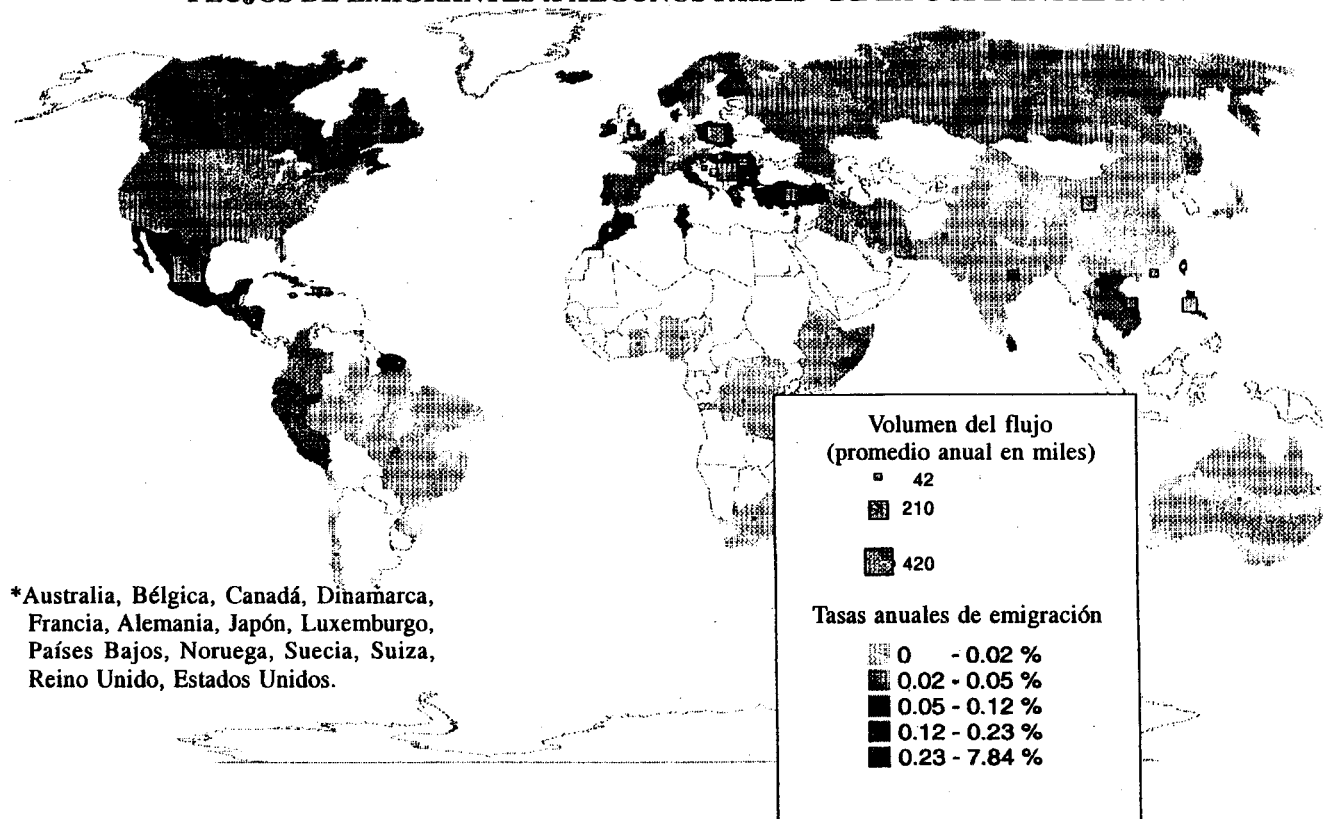 Volumen del flujo
(promedio anual en miles)
42
210
420
Tasas anuales de emigración
0 - 0.02 %
0.02 - 0.05 %
0.05 - 0.12 %
0.12 - 0.23 %
0.23 - 7.84 %
*Australia, Bélgica, Canadá, Dinamarca,
Francia, Alemania, Japón, Luxemburgo,
Países Bajos, Noruega, Suecia, Suiza,
Reino Unido, Estados Unidos.